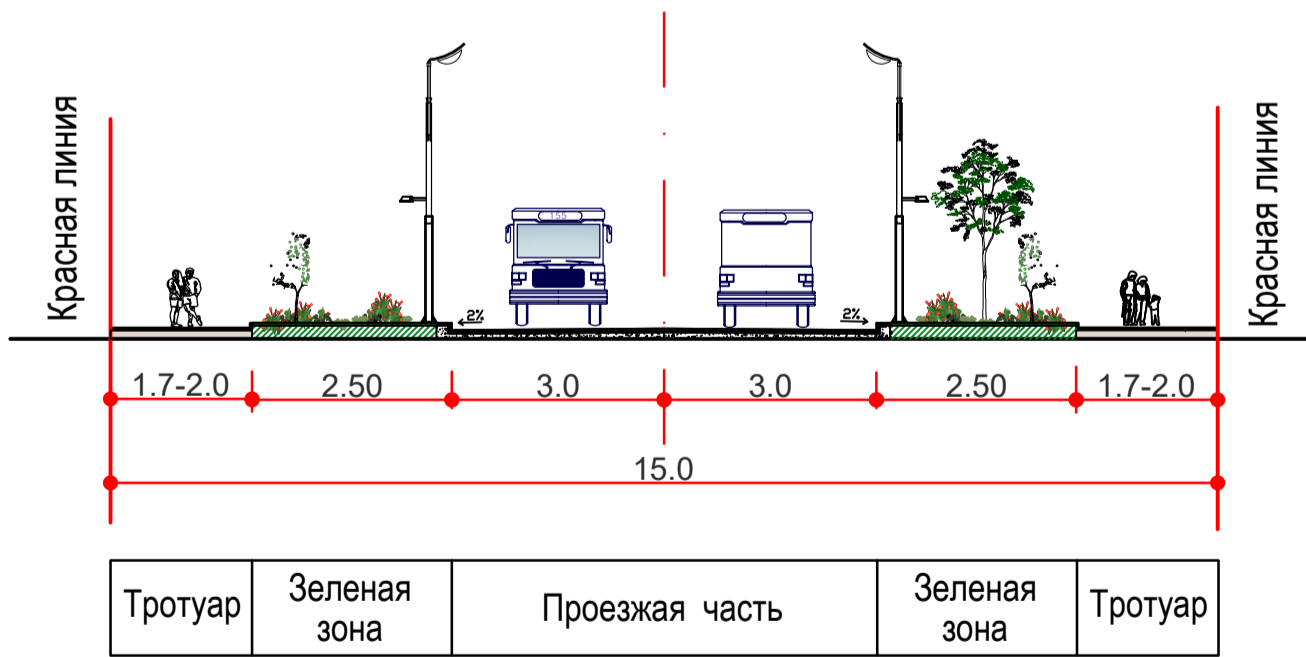 Красная линия
Красная линия
155
2%
2%
1.7-2.0
2.50
3.0
3.0
2.50
1.7-2.0
15.0
Тротуар
Зеленая
зона
Проезжая часть
Зеленая
зона
Тротуар